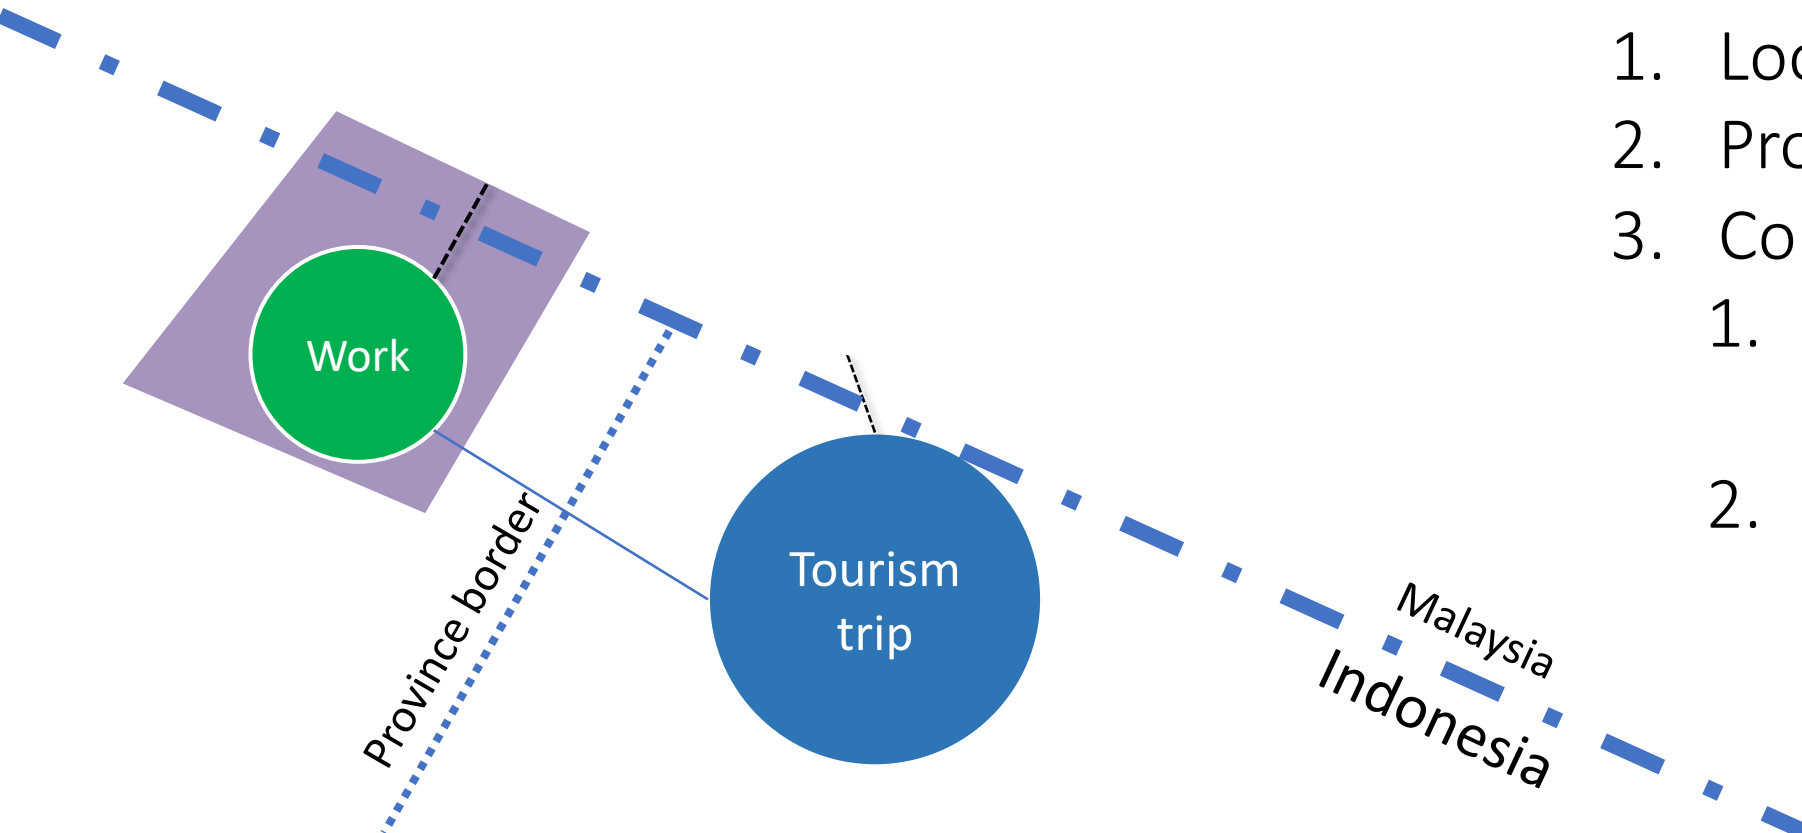 Work
Province border
Tourism
trip
Malaysia
Indonesia
1.
2.
3.
1.
2.